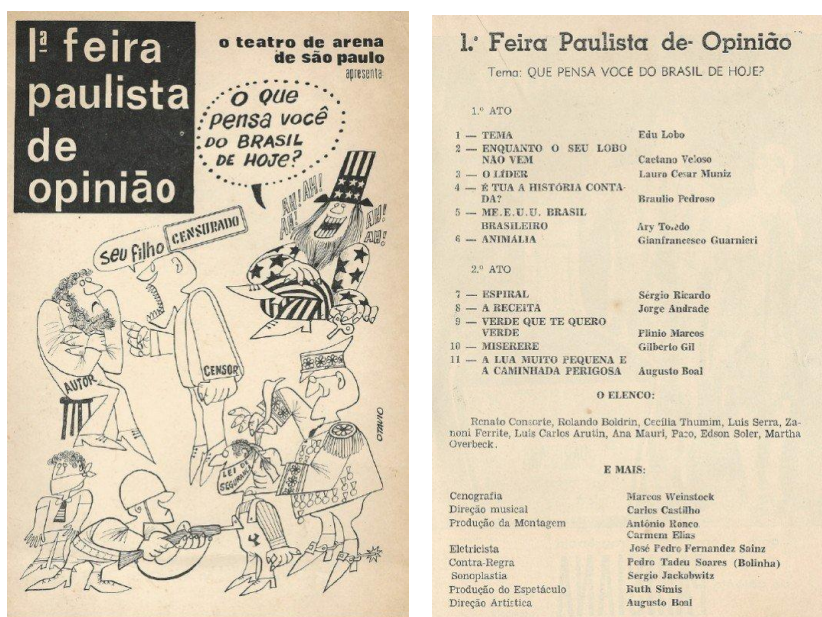 1ª feira
paulista
de
opinião
o teatro de arena
de são paulo
apresenta
O QUE
pensa você
DO BRASIL
DE HOJE?
AH! AH!
AH!
AH!
AH!
seu filho
CENSURADO
AUTOR
CENSOR
LEI DE
SEGURANÇA
OTAVIO
1.ª Feira Paulista de Opinião
Tema: QUE PENSA VOCÊ DO BRASIL DE HOJE?
1.º ATO
1 — TEMA Edu Lobo
2 — ENQUANTO O SEU LOBO
NÃO VEM Caetano Veloso
3 — O LÍDER Lauro Cesar Muniz
4 — É TUA A HISTÓRIA CONTA-
DA? Braulio Pedroso
5 — ME.E.U.U. BRASIL
BRASILEIRO Ary Toledo
6 — ANIMÁLIA Gianfrancesco Guarnieri
2.º ATO
7 — ESPIRAL Sérgio Ricardo
8 — A RECEITA Jorge Andrade
9 — VERDE QUE TE QUERO
VERDE Plínio Marcos
10 — MISERERE Gilberto Gil
11 — A LUA MUITO PEQUENA E
A CAMINHADA PERIGOSA Augusto Boal
O ELENCO:
Renato Consorte, Rolando Boldrin, Cecília Thumim, Luis Serra, Za-
noni Ferrite, Luis Carlos Arutin, Ana Mauri, Paco, Edson Soler, Martha
Overbeck.
E MAIS:
Cenografia Marcos Weinstock
Direção musical Carlos Castilho
Produção da Montagem Antônio Ronco
Carmem Elias
Eletricista José Pedro Fernandez Sainz
Contra-Regra Pedro Tadeu Soares (Bolinha)
Sonoplastia Sergio Jackobwitz
Produção do Espetáculo Ruth Simis
Direção Artística Augusto Boal